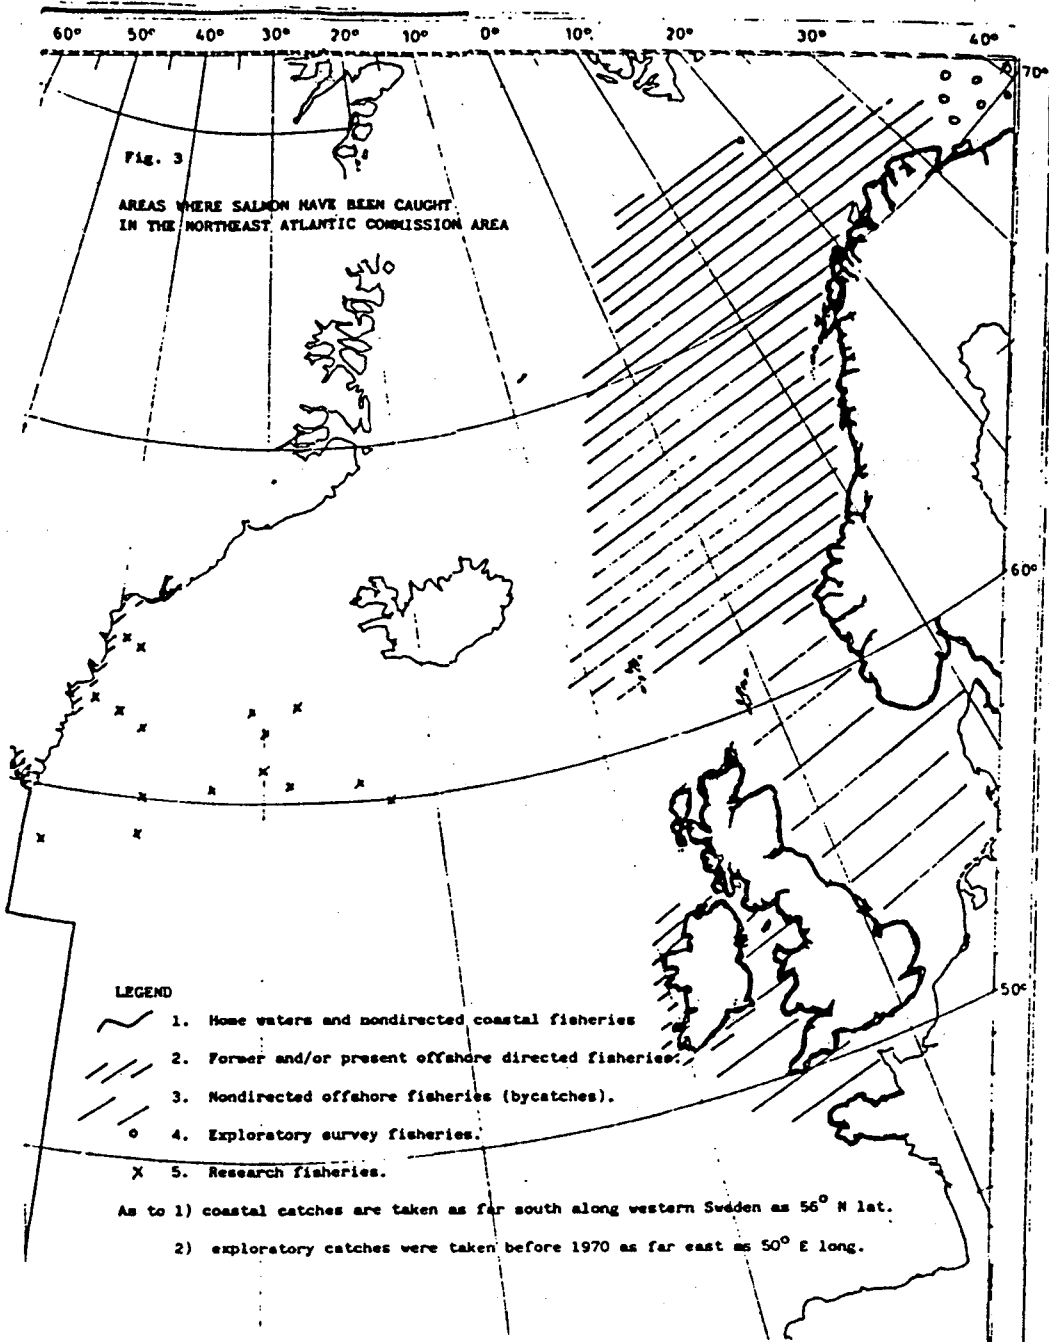 60° 50° 40° 30° 20° 10° 0° 10° 20° 30° 40°
70°
Fig. 3
AREAS WHERE SALMON HAVE BEEN CAUGHT
IN THE NORTHEAST ATLANTIC COMMISSION AREA
60°
50°
LEGEND
1. Home waters and nondirected coastal fisheries
2. Former and/or present offshore directed fisheries.
3. Nondirected offshore fisheries (bycatches).
o 4. Exploratory survey fisheries.
x 5. Research fisheries.
As to 1) coastal catches are taken as far south along western Sweden as 56° N lat.
2) exploratory catches were taken before 1970 as far east as 50° E long.